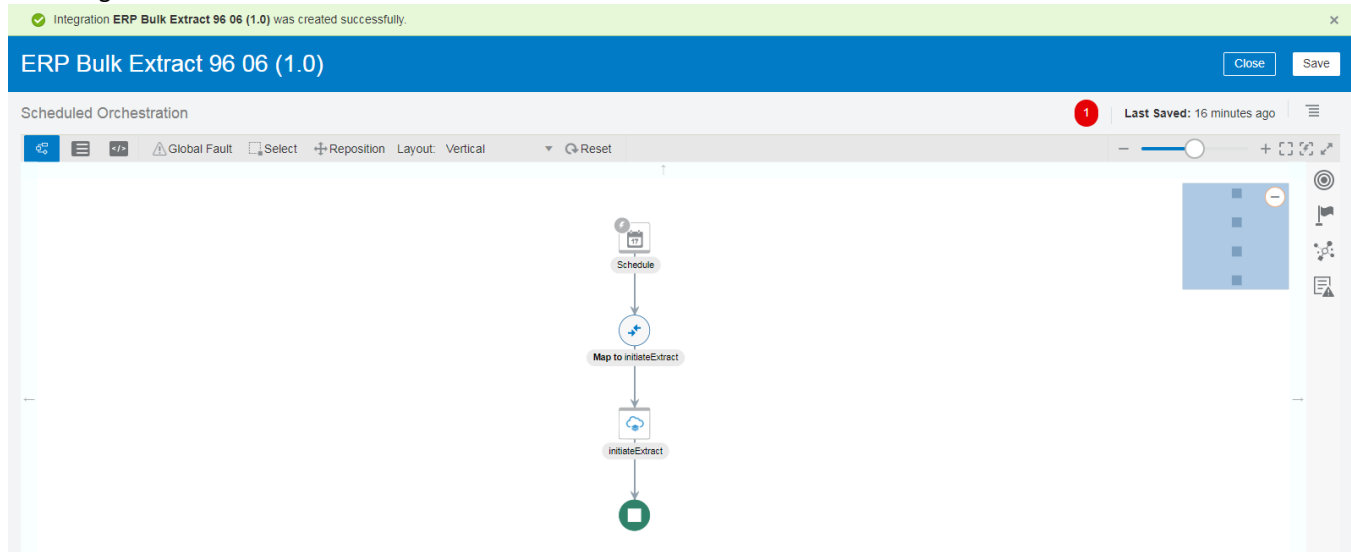 Integration ERP Bulk Extract 96 06 (1.0) was created successfully.
ERP Bulk Extract 96 06 (1.0)
Close
Save
Scheduled Orchestration
1
Last Saved: 16 minutes ago
Global Fault
Select
Reposition
Layout: Vertical
Reset
17
Schedule
Map to initiateExtract
initiateExtract